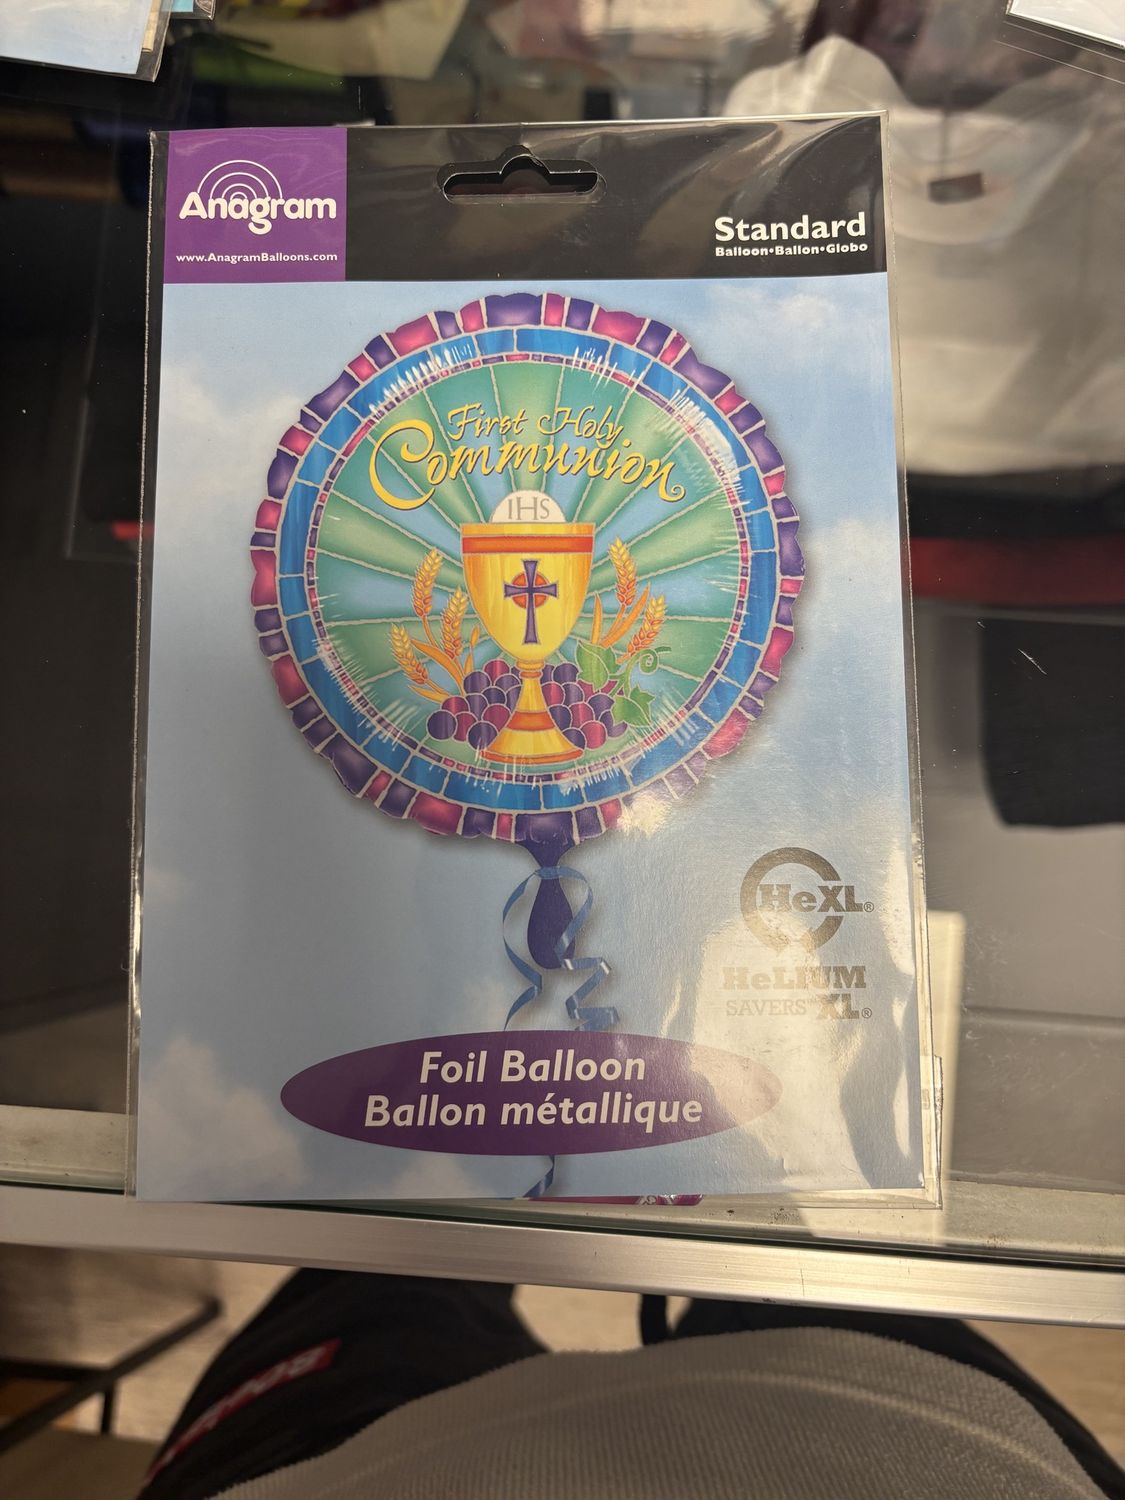 Anagram
www.AnagramBalloons.com
Standard
Balloon•Ballon•Globo
First Holy
Communion
IHS
HeXL®
HeLIUM
SAVERS™ XL®
Foil Balloon
Ballon métallique